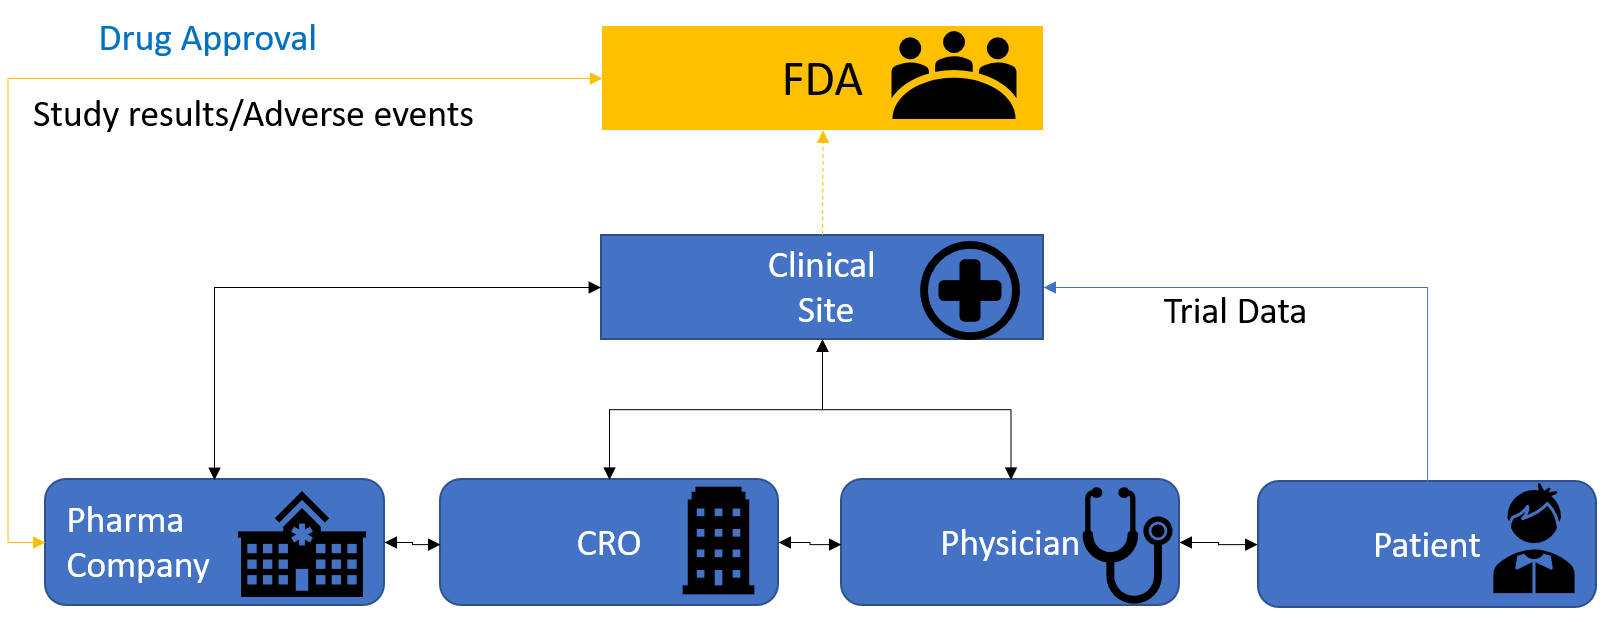 Drug Approval
Study results/Adverse events
FDA
Clinical
Site
Trial Data
Pharma
Company
CRO
Physician
Patient